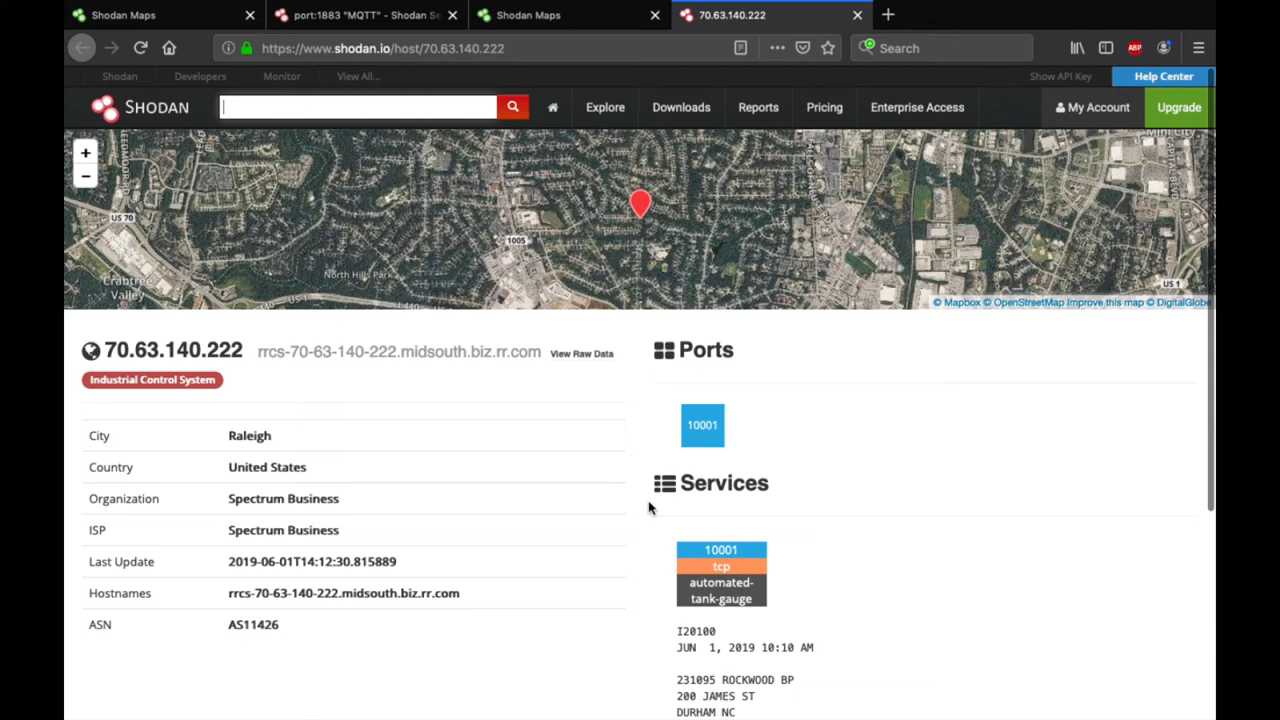 Shodan Maps
port:1883 "MQTT" - Shodan Se
Shodan Maps
70.63.140.222
https://www.shodan.io/host/70.63.140.222
Search
ABP
Shodan
Developers
Monitor
View All...
Show API Key
Help Center
SHODAN
Explore
Downloads
Reports
Pricing
Enterprise Access
My Account
Upgrade
+
−
Mini City
US 70
1005
North Hills Park
Crabtree
Valley
US 1
© Mapbox © OpenStreetMap Improve this map © DigitalGlobe
70.63.140.222 rrcs-70-63-140-222.midsouth.biz.rr.com View Raw Data
Industrial Control System
City Raleigh
Country United States
Organization Spectrum Business
ISP Spectrum Business
Last Update 2019-06-01T14:12:30.815889
Hostnames rrcs-70-63-140-222.midsouth.biz.rr.com
ASN AS11426
Ports
10001
Services
10001
tcp
automated-
tank-gauge
I20100
JUN 1, 2019 10:10 AM
231095 ROCKWOOD BP
200 JAMES ST
DURHAM NC